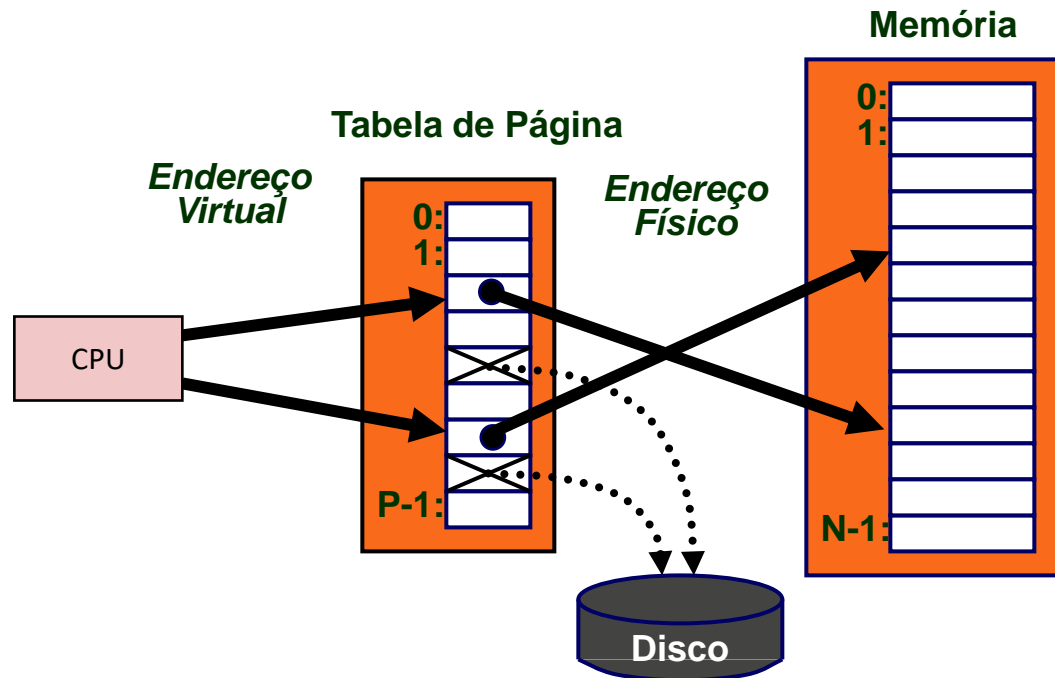 Memória
0:
1:
Tabela de Página
Endereço
Virtual
Endereço
Físico
0:
1:
CPU
P-1:
N-1:
Disco